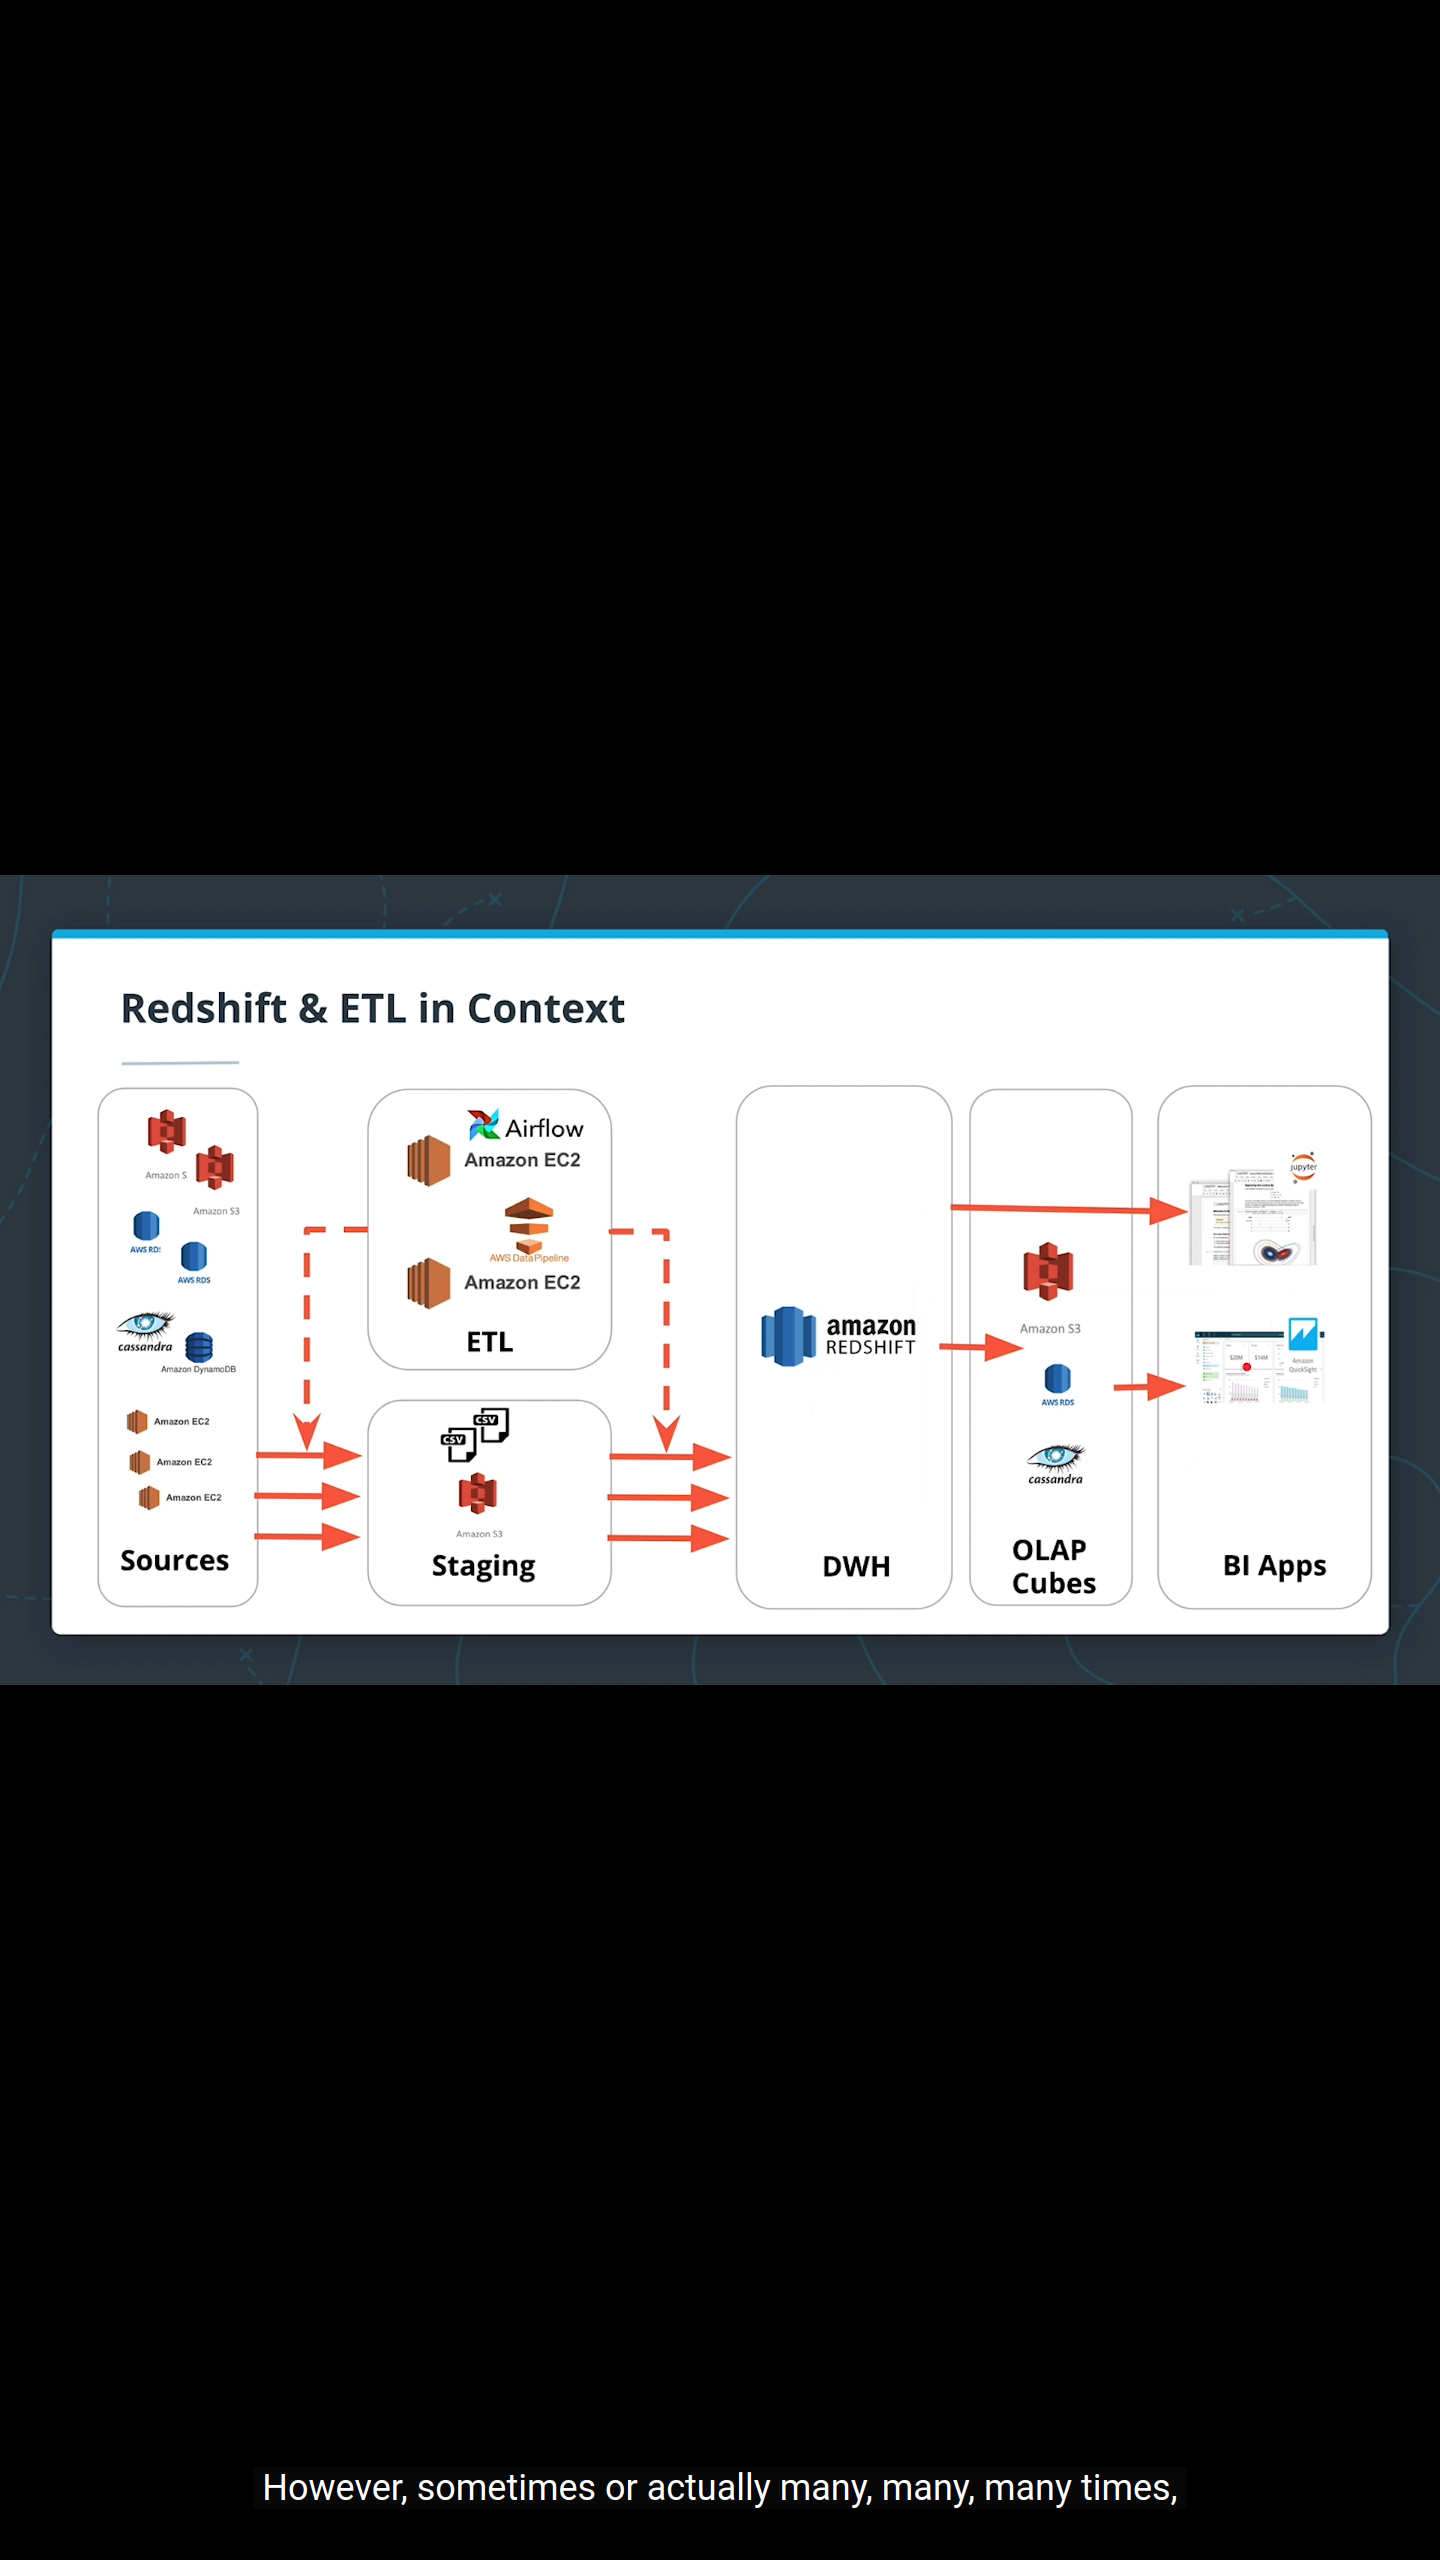 Redshift & ETL in Context
Amazon S
Amazon S3
AWS RDS
AWS RDS
cassandra
Amazon DynamoDB
Amazon EC2
Amazon EC2
Amazon EC2
Sources
Airflow
Amazon EC2
AWS Data Pipeline
Amazon EC2
ETL
CSV
CSV
Amazon S3
Staging
amazon
REDSHIFT
DWH
Amazon S3
AWS RDS
cassandra
OLAP
Cubes
jupyter
$20M
$14M
Amazon
QuickSight
BI Apps
However, sometimes or actually many, many, many times,